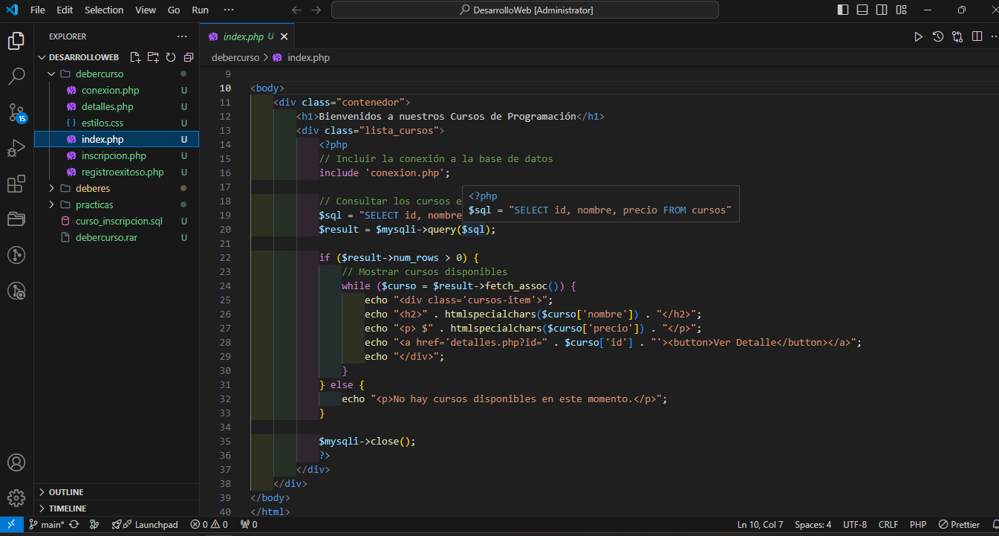 File Edit Selection View Go Run ··· DesarrolloWeb [Administrator]
EXPLORER ···
DESARROLLOWEB
debercurso
conexion.php U
detalles.php U
{ } estilos.css U
index.php U
inscripcion.php U
registroexitoso.php U
deberes
practicas
curso_inscripcion.sql U
debercurso.rar U
OUTLINE
TIMELINE
15
index.php U
debercurso > index.php
9
10 <body>
11 <div class="contenedor">
12 <h1>Bienvenidos a nuestros Cursos de Programación</h1>
13 <div class="lista_cursos">
14 <?php
15 // Incluir la conexión a la base de datos
16 include 'conexion.php';
17
18 // Consultar los cursos e
19 $sql = "SELECT id, nombre
<?php
$sql = "SELECT id, nombre, precio FROM cursos"
20 $result = $mysqli->query($sql);
21
22 if ($result->num_rows > 0) {
23 // Mostrar cursos disponibles
24 while ($curso = $result->fetch_assoc()) {
25 echo "<div class='cursos-item'>";
26 echo "<h2>" . htmlspecialchars($curso['nombre']) . "</h2>";
27 echo "<p> $" . htmlspecialchars($curso['precio']) . "</p>";
28 echo "<a href='detalles.php?id=" . $curso['id'] . "'><button>Ver Detalle</button></a>";
29 echo "</div>";
30 }
31 } else {
32 echo "<p>No hay cursos disponibles en este momento.</p>";
33 }
34
35 $mysqli->close();
36 ?>
37 </div>
38 </div>
39 </body>
40 </html>
main* Launchpad 0 0 0 Ln 10, Col 7 Spaces: 4 UTF-8 CRLF PHP Prettier